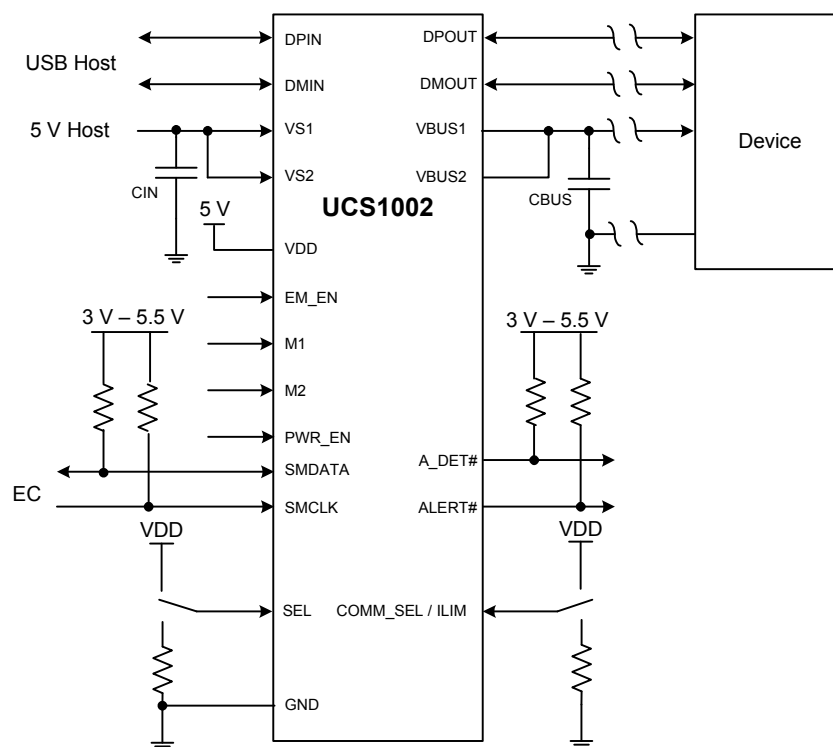 USB Host
5 V Host
CIN
5 V
3 V – 5.5 V
EC
VDD
UCS1002
DPIN
DMIN
VS1
VS2
VDD
EM_EN
M1
M2
PWR_EN
SMDATA
SMCLK
SEL
GND
DPOUT
DMOUT
VBUS1
VBUS2
A_DET#
ALERT#
COMM_SEL / ILIM
CBUS
3 V – 5.5 V
VDD
Device